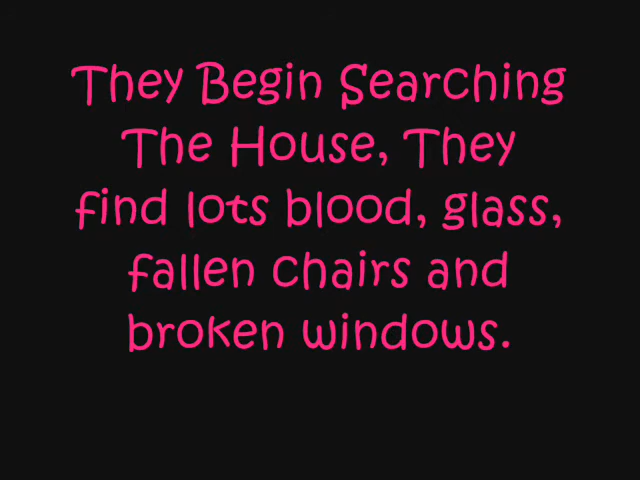 They Begin Searching
The House, They
find lots blood, glass,
fallen chairs and
broken windows.